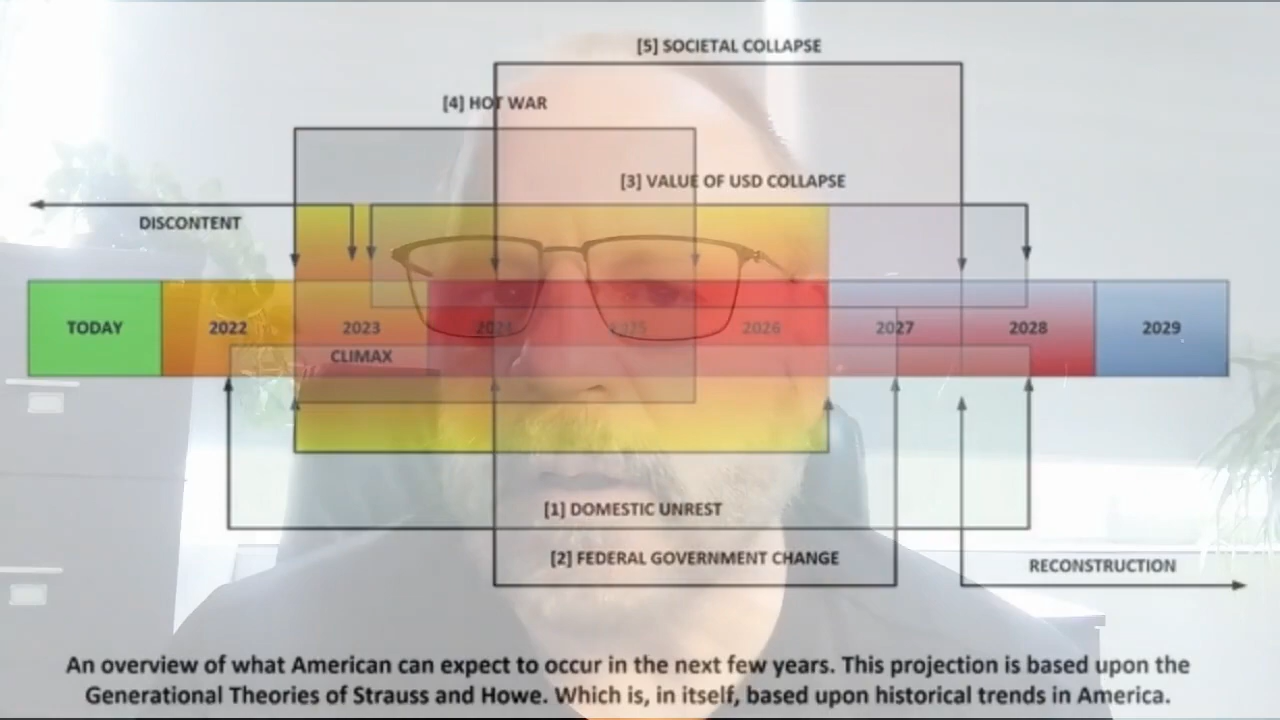 [5] SOCIETAL COLLAPSE
[4] HOT WAR
[3] VALUE OF USD COLLAPSE
DISCONTENT
TODAY 2022 2023 2024 2025 2026 2027 2028 2029
CLIMAX
[1] DOMESTIC UNREST
[2] FEDERAL GOVERNMENT CHANGE
RECONSTRUCTION
An overview of what American can expect to occur in the next few years. This projection is based upon the
Generational Theories of Strauss and Howe. Which is, in itself, based upon historical trends in America.